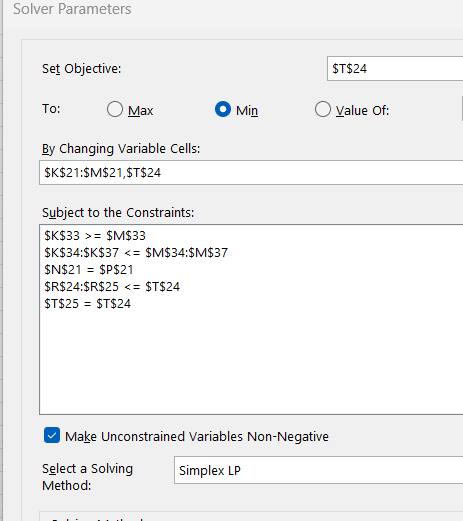 Solver Parameters
Set Objective: $T$24
To: Max Min Value Of:
By Changing Variable Cells:
$K$21:$M$21,$T$24
Subject to the Constraints:
$K$33 >= $M$33
$K$34:$K$37 <= $M$34:$M$37
$N$21 = $P$21
$R$24:$R$25 <= $T$24
$T$25 = $T$24
Make Unconstrained Variables Non-Negative
Select a Solving Method: Simplex LP